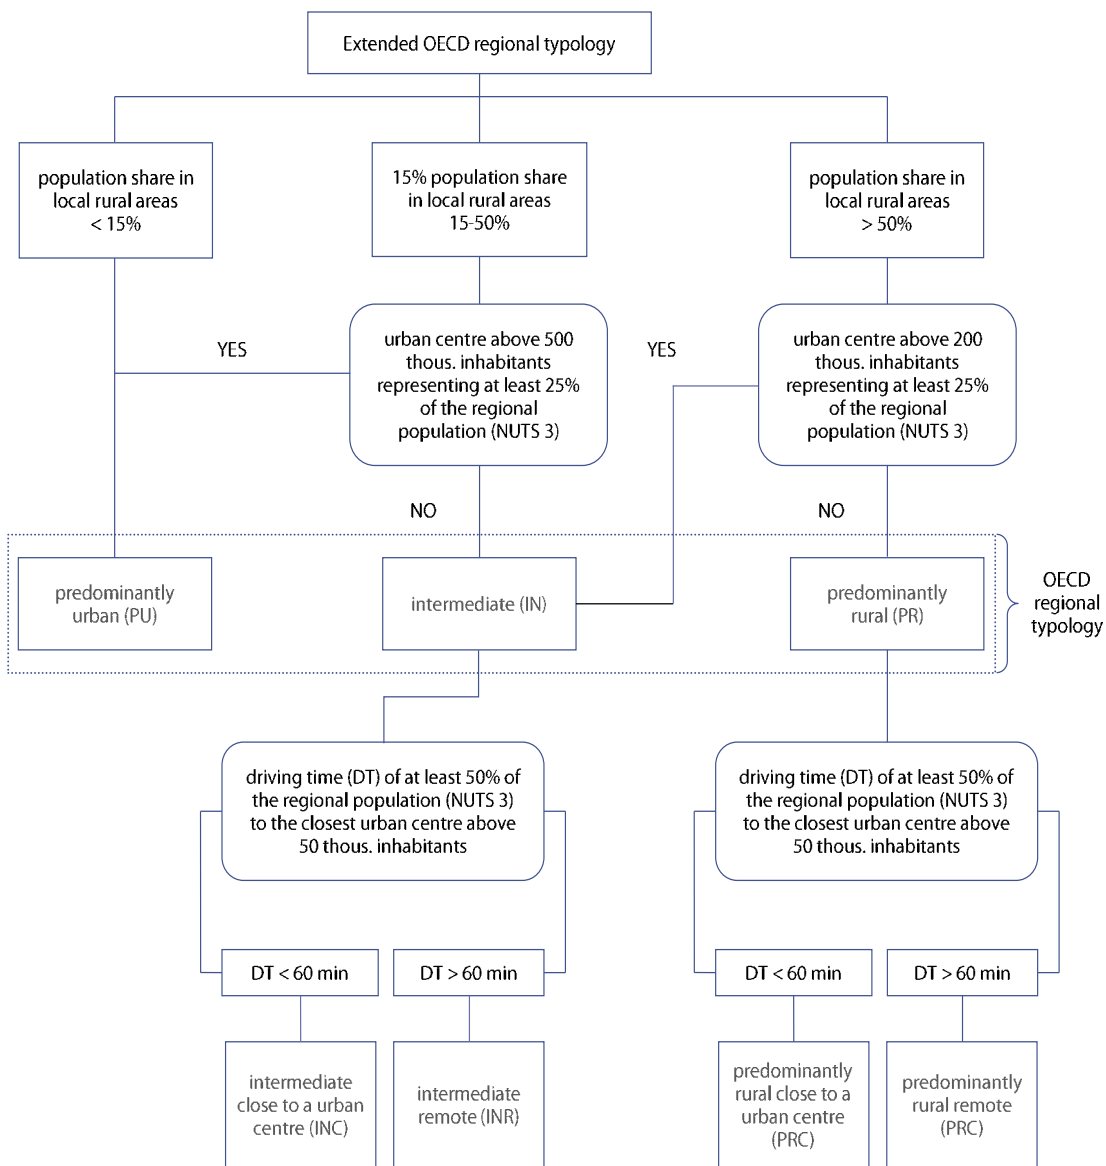 Extended OECD regional typology
population share in
local rural areas
< 15%
15% population share
in local rural areas
15-50%
population share in
local rural areas
> 50%
YES
urban centre above 500
thous. inhabitants
representing at least 25%
of the regional
population (NUTS 3)
YES
urban centre above 200
thous. inhabitants
representing at least 25%
of the regional
population (NUTS 3)
NO
NO
predominantly
urban (PU)
intermediate (IN)
predominantly
rural (PR)
OECD
regional
typology
driving time (DT) of at least 50% of
the regional population (NUTS 3)
to the closest urban centre above
50 thous. inhabitants
driving time (DT) of at least 50% of
the regional population (NUTS 3)
to the closest urban centre above
50 thous. inhabitants
DT < 60 min
DT > 60 min
DT < 60 min
DT > 60 min
intermediate
close to a urban
centre (INC)
intermediate
remote (INR)
predominantly
rural close to a
urban centre
(PRC)
predominantly
rural remote
(PRC)